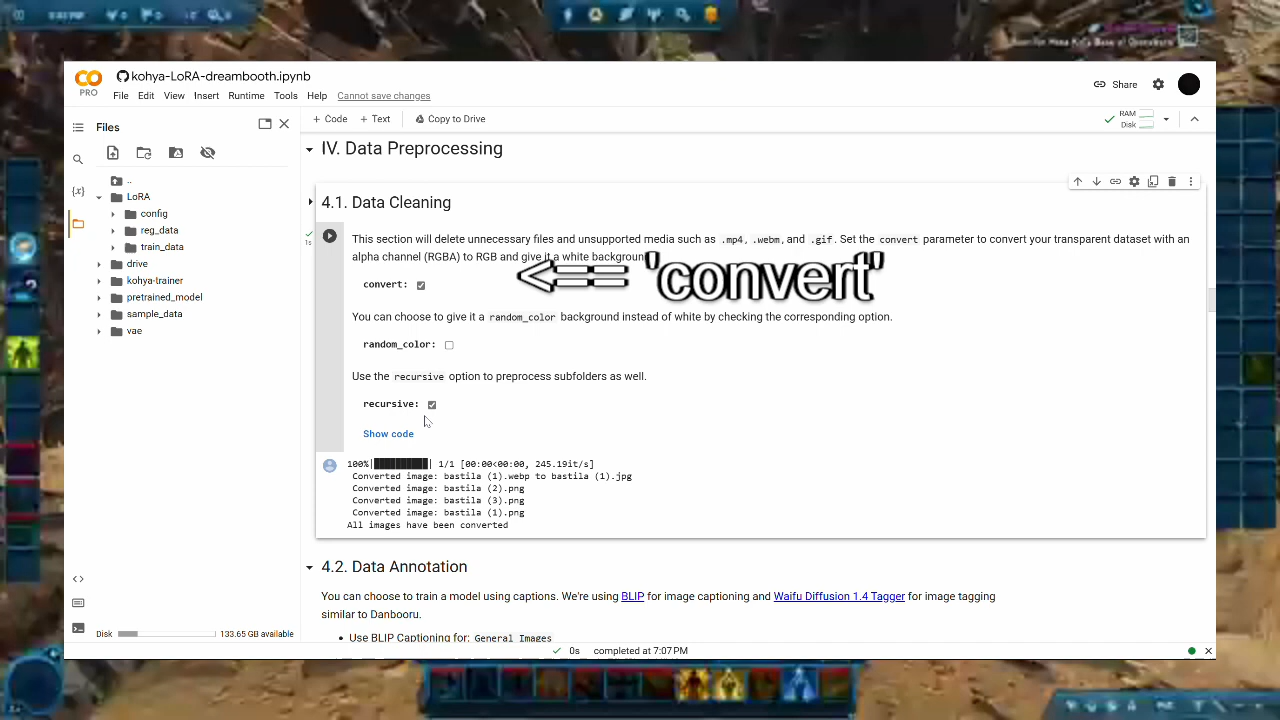 kohya-LoRA-dreambooth.ipynb
PRO
File Edit View Insert Runtime Tools Help Cannot save changes
Share
Files
+ Code + Text Copy to Drive
RAM
Disk
..
LoRA
config
reg_data
train_data
drive
kohya-trainer
pretrained_model
sample_data
vae
Disk 133.65 GB available
IV. Data Preprocessing
4.1. Data Cleaning
1s
This section will delete unnecessary files and unsupported media such as .mp4, .webm, and .gif. Set the convert parameter to convert your transparent dataset with an
alpha channel (RGBA) to RGB and give it a white background
<== 'convert'
convert:
You can choose to give it a random_color background instead of white by checking the corresponding option.
random_color:
Use the recursive option to preprocess subfolders as well.
recursive:
Show code
100%|██████████| 1/1 [00:00<00:00, 245.19it/s]
Converted image: bastila (1).webp to bastila (1).jpg
Converted image: bastila (2).png
Converted image: bastila (3).png
Converted image: bastila (1).png
All images have been converted
4.2. Data Annotation
You can choose to train a model using captions. We're using BLIP for image captioning and Waifu Diffusion 1.4 Tagger for image tagging
similar to Danbooru.
• Use BLIP Captioning for: General Images
0s completed at 7:07 PM